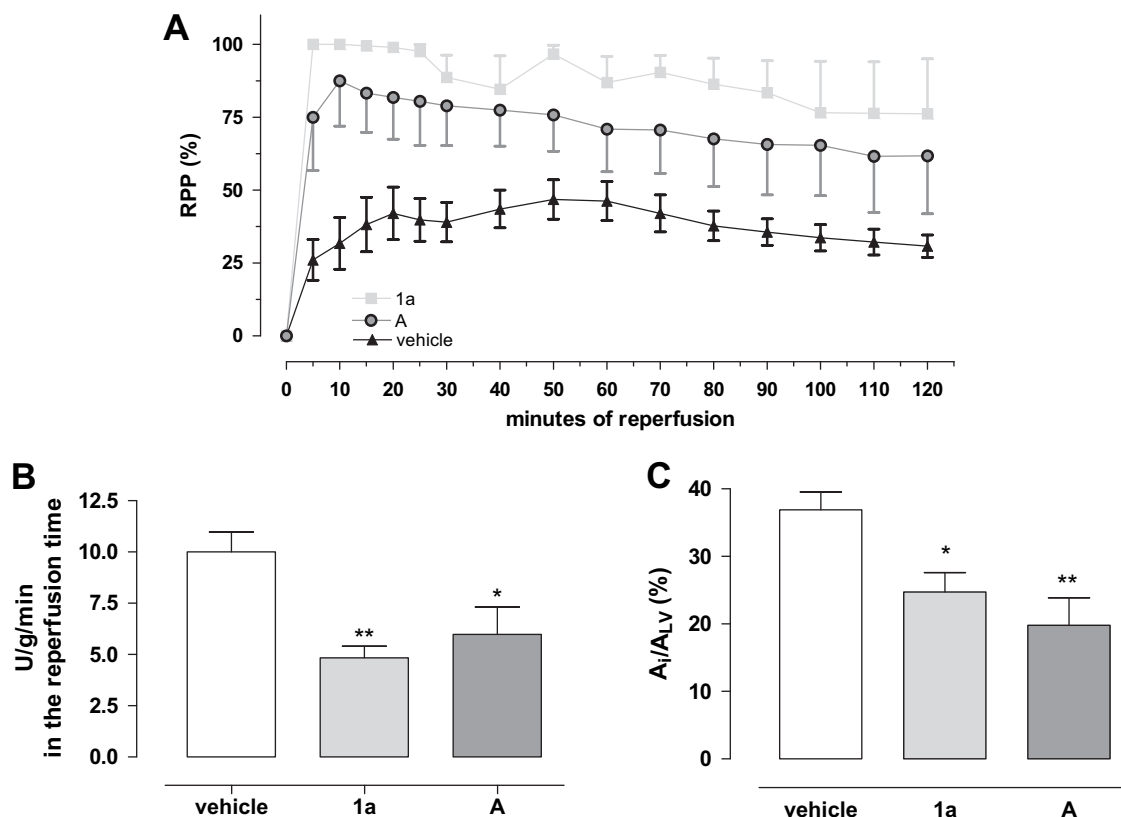 A
RPP (%)
100
75
50
25
0
1a
A
vehicle
0 10 20 30 40 50 60 70 80 90 100 110 120
minutes of reperfusion
B
U/g/min
in the reperfusion time
12.5
10.0
7.5
5.0
2.5
0.0
**
*
vehicle 1a A
C
Ai/ALV (%)
40
30
20
10
0
*
**
vehicle 1a A